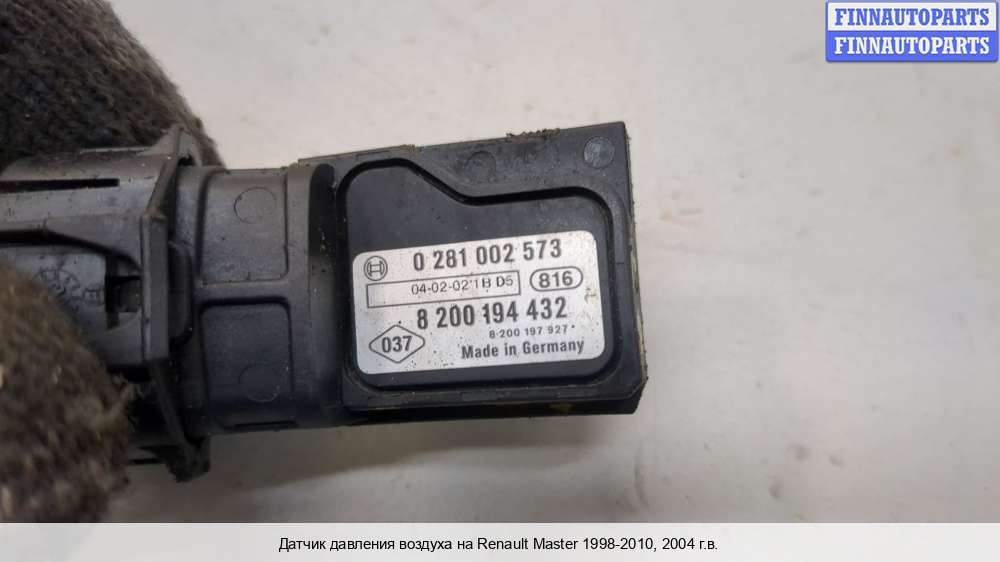 FINNAUTOPARTS
FINNAUTOPARTS
0 281 002 573
04-02-02 1B D5
816
8 200 194 432
8 200 197 927
037
Made in Germany
Датчик давления воздуха на Renault Master 1998-2010, 2004 г.в.